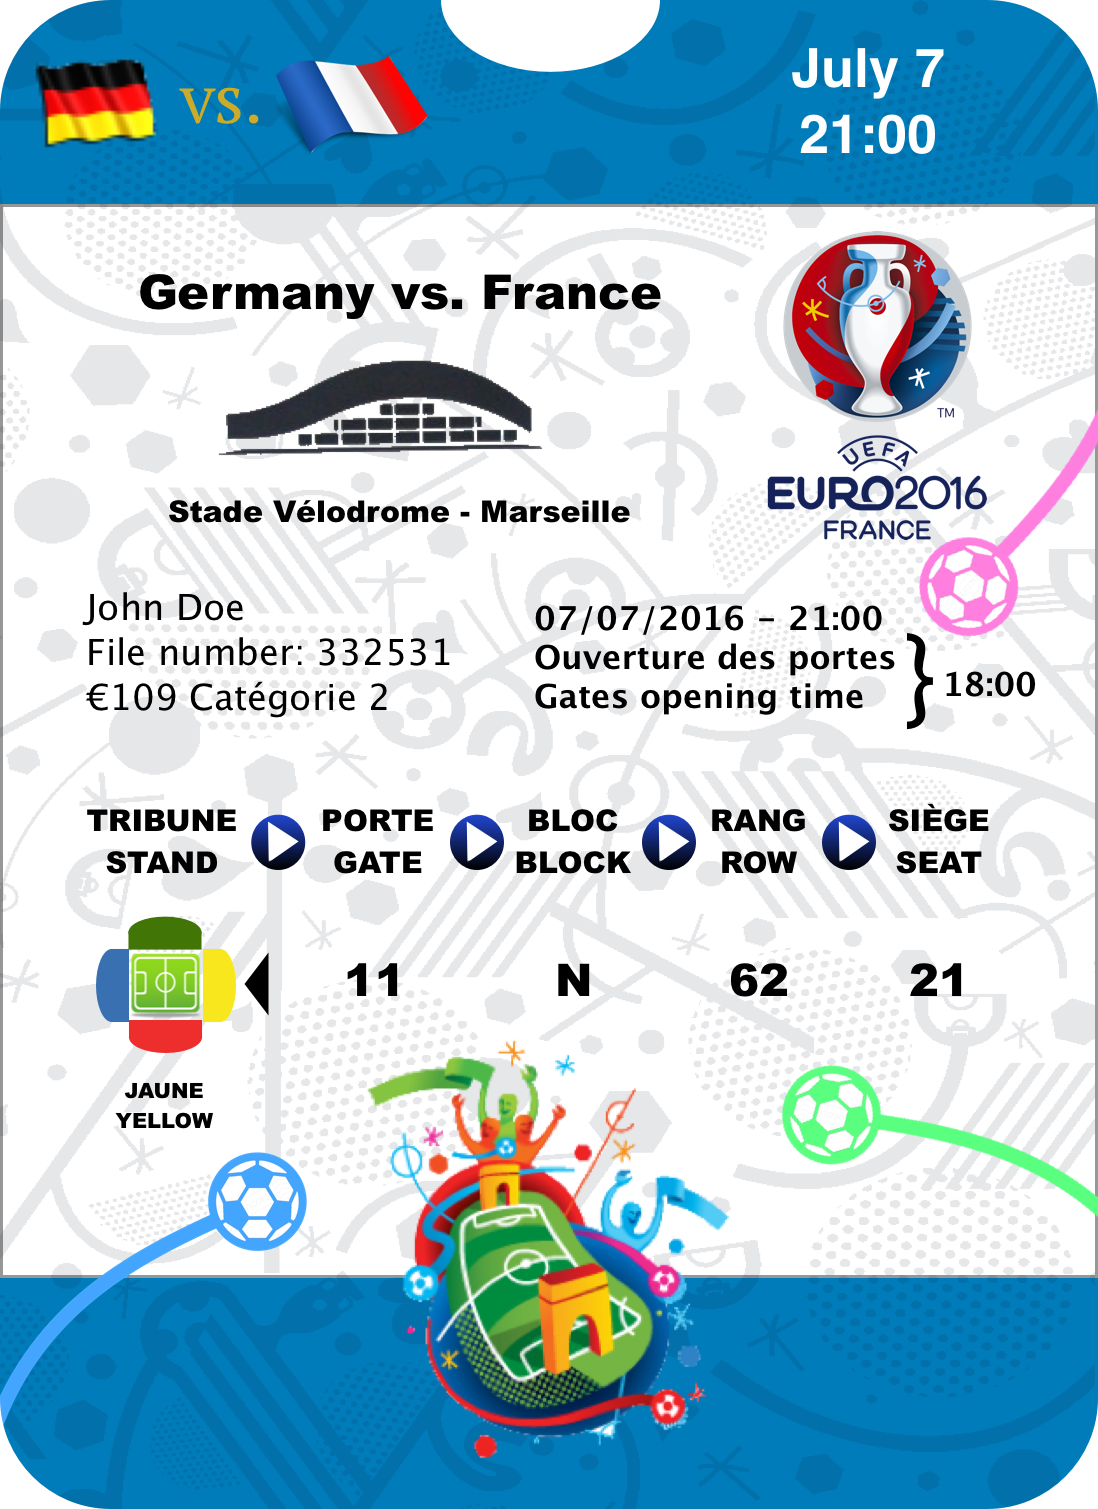 vs.
July 7
21:00
Germany vs. France
TM
UEFA
EURO2016
FRANCE
Stade Vélodrome - Marseille
John Doe
File number: 332531
€109 Catégorie 2
07/07/2016 – 21:00
Ouverture des portes
Gates opening time
18:00
TRIBUNE
STAND
PORTE
GATE
BLOC
BLOCK
RANG
ROW
SIÈGE
SEAT
11 N 62 21
JAUNE
YELLOW